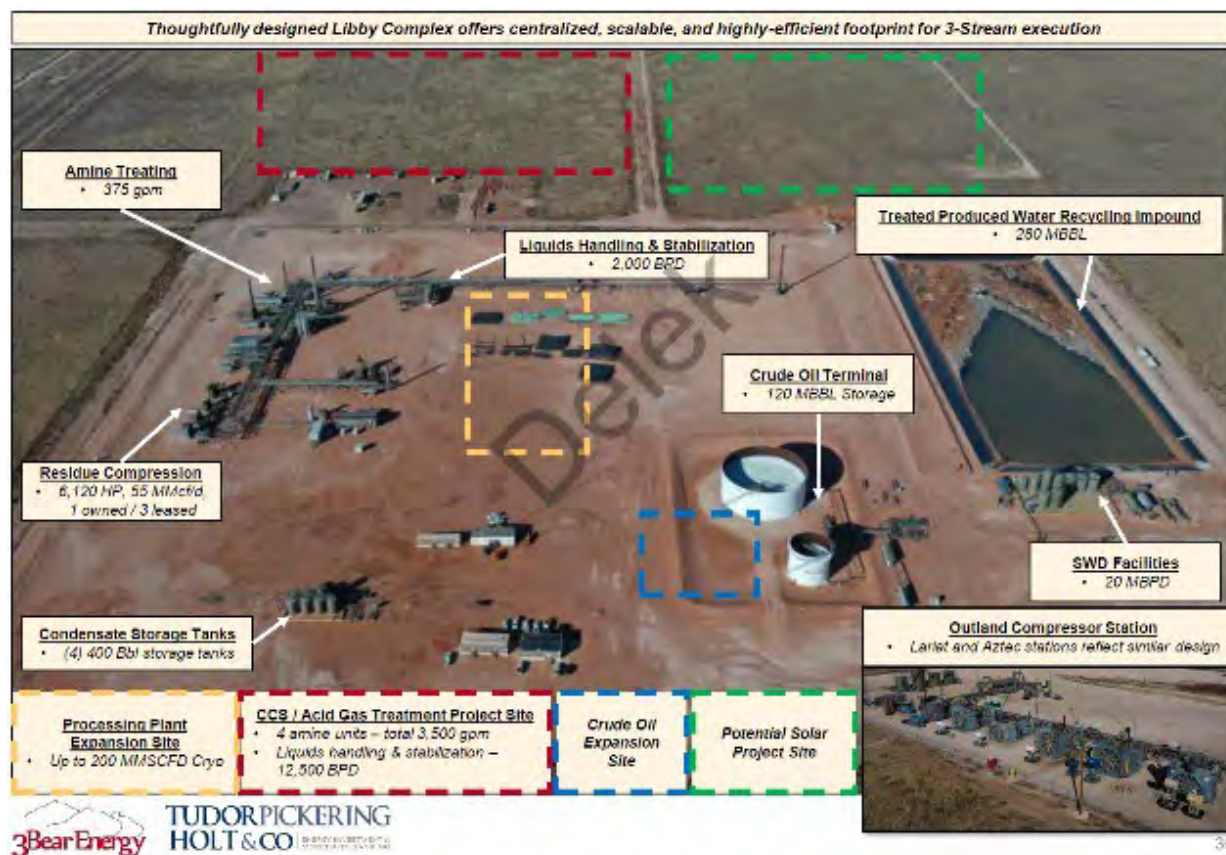 Thoughtfully designed Libby Complex offers centralized, scalable, and highly-efficient footprint for 3-Stream execution
Amine Treating
• 375 gpm
Liquids Handling & Stabilization
• 2,000 BPD
Treated Produced Water Recycling Impound
• 280 MBBL
Delek
Crude Oil Terminal
• 120 MBBL Storage
Residue Compression
• 6,120 HP, 55 MMcf/d,
1 owned / 3 leased
SWD Facilities
• 20 MBPD
Condensate Storage Tanks
• (4) 400 Bbl storage tanks
Outland Compressor Station
• Lariat and Aztec stations reflect similar design
Processing Plant
Expansion Site
• Up to 200 MMSCFD Cryo
CCS / Acid Gas Treatment Project Site
• 4 amine units – total 3,500 gpm
• Liquids handling & stabilization –
12,500 BPD
Crude Oil
Expansion
Site
Potential Solar
Project Site
3Bear Energy
TUDORPICKERING
HOLT&CO